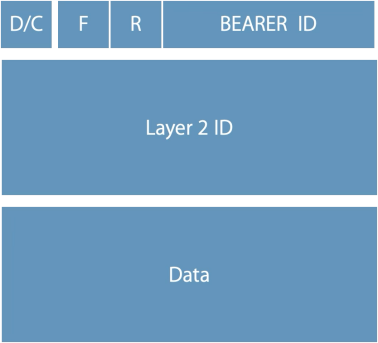 D/C F R BEARER ID
Layer 2 ID
Data